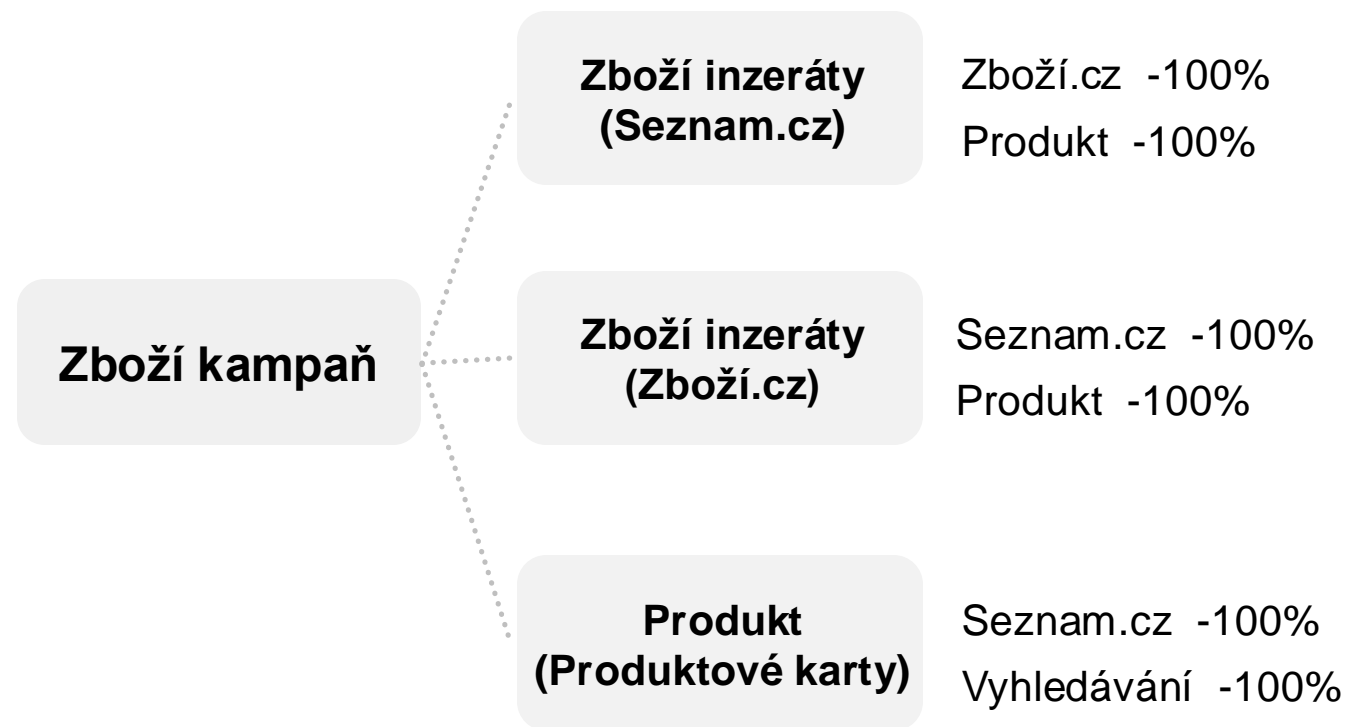 Zboží inzeráty
(Seznam.cz)
Zboží.cz -100%
Produkt -100%
Zboží kampaň
Zboží inzeráty
(Zboží.cz)
Seznam.cz -100%
Produkt -100%
Produkt
(Produktové karty)
Seznam.cz -100%
Vyhledávání -100%